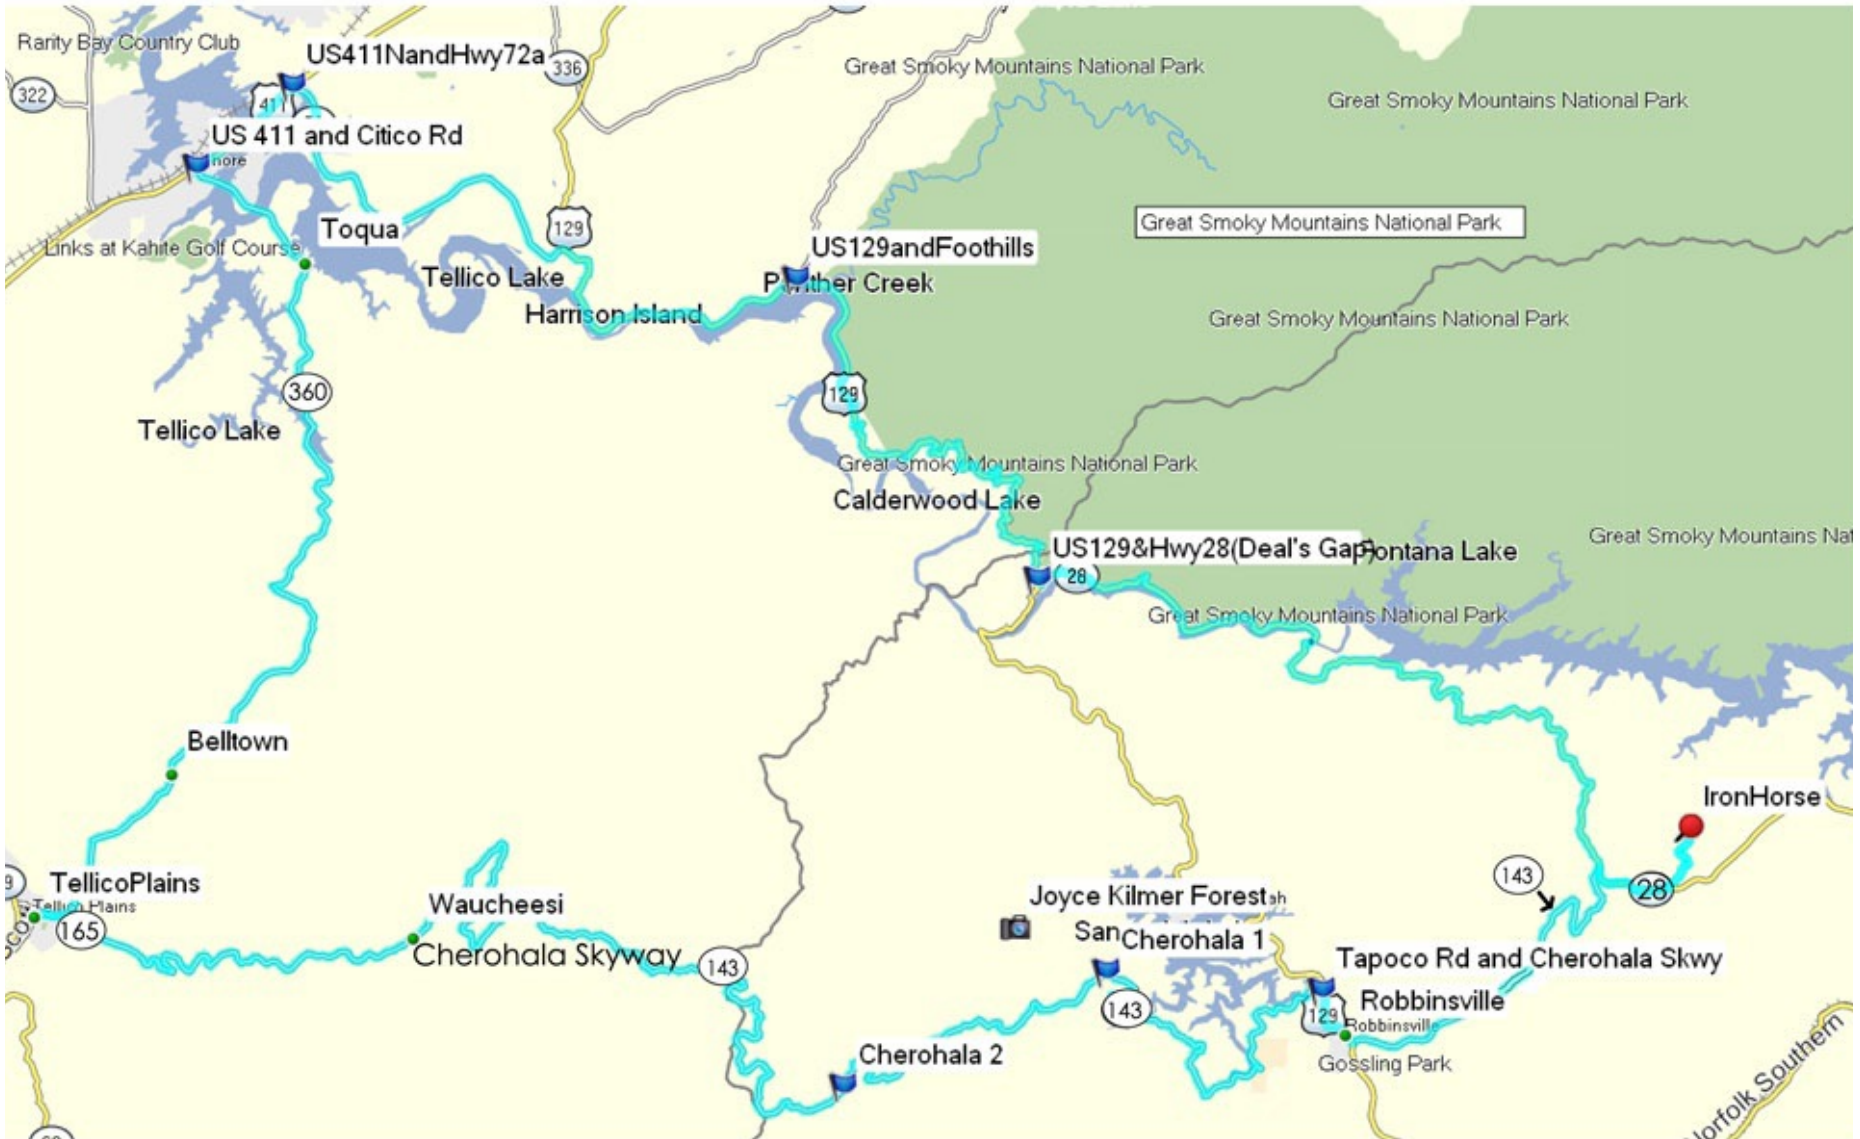 Rarity Bay Country Club
US411NandHwy72a
336
Great Smoky Mountains National Park
Great Smoky Mountains National Park
322
411
US 411 and Citico Rd
nore
Great Smoky Mountains National Park
Toqua
129
Links at Kahite Golf Course
US129andFoothills
Tellico Lake
Panther Creek
Harrison Island
Great Smoky Mountains National Park
360
129
Tellico Lake
Great Smoky Mountains National Park
Calderwood Lake
US129&Hwy28(Deal's Gap)
Fontana Lake
Great Smoky Mountains Nat
28
Great Smoky Mountains National Park
Belltown
IronHorse
TellicoPlains
Tellico Plains
143
28
Joyce Kilmer Forest
ah
Waucheesi
165
San
Cherohala 1
Cherohala Skyway
143
Tapoco Rd and Cherohala Skwy
Robbinsville
143
129
Robbinsville
Cherohala 2
Gossling Park
Norfolk Southern